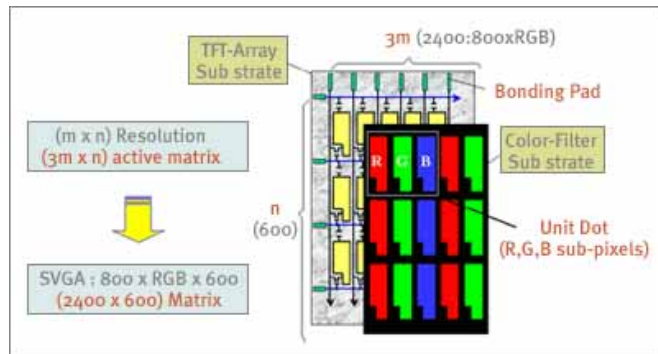 3m (2400:800xRGB)
TFT-Array
Sub strate
Bonding Pad
(m x n) Resolution
(3m x n) active matrix
Color-Filter
Sub strate
R G B
n
(600)
Unit Dot
(R,G,B sub-pixels)
SVGA : 800 x RGB x 600
(2400 x 600) Matrix